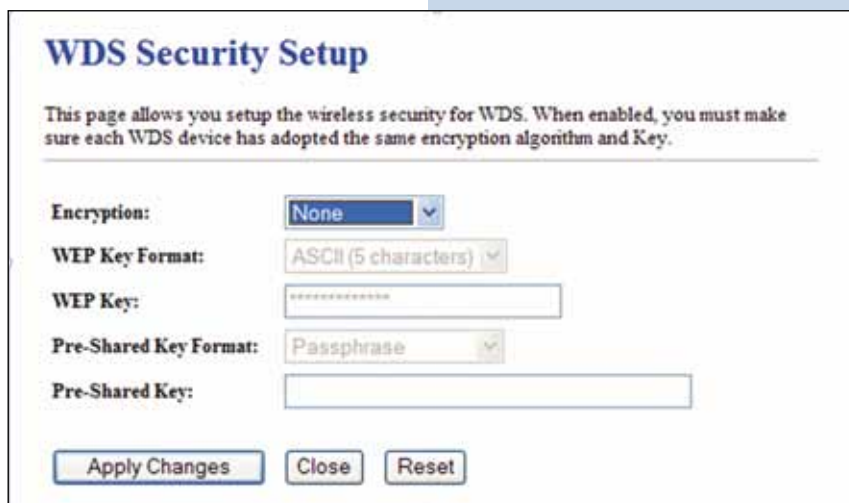 WDS Security Setup
This page allows you setup the wireless security for WDS. When enabled, you must make
sure each WDS device has adopted the same encryption algorithm and Key.
Encryption: None
WEP Key Format: ASCII (5 characters)
WEP Key: *************
Pre-Shared Key Format: Passphrase
Pre-Shared Key:
Apply Changes Close Reset